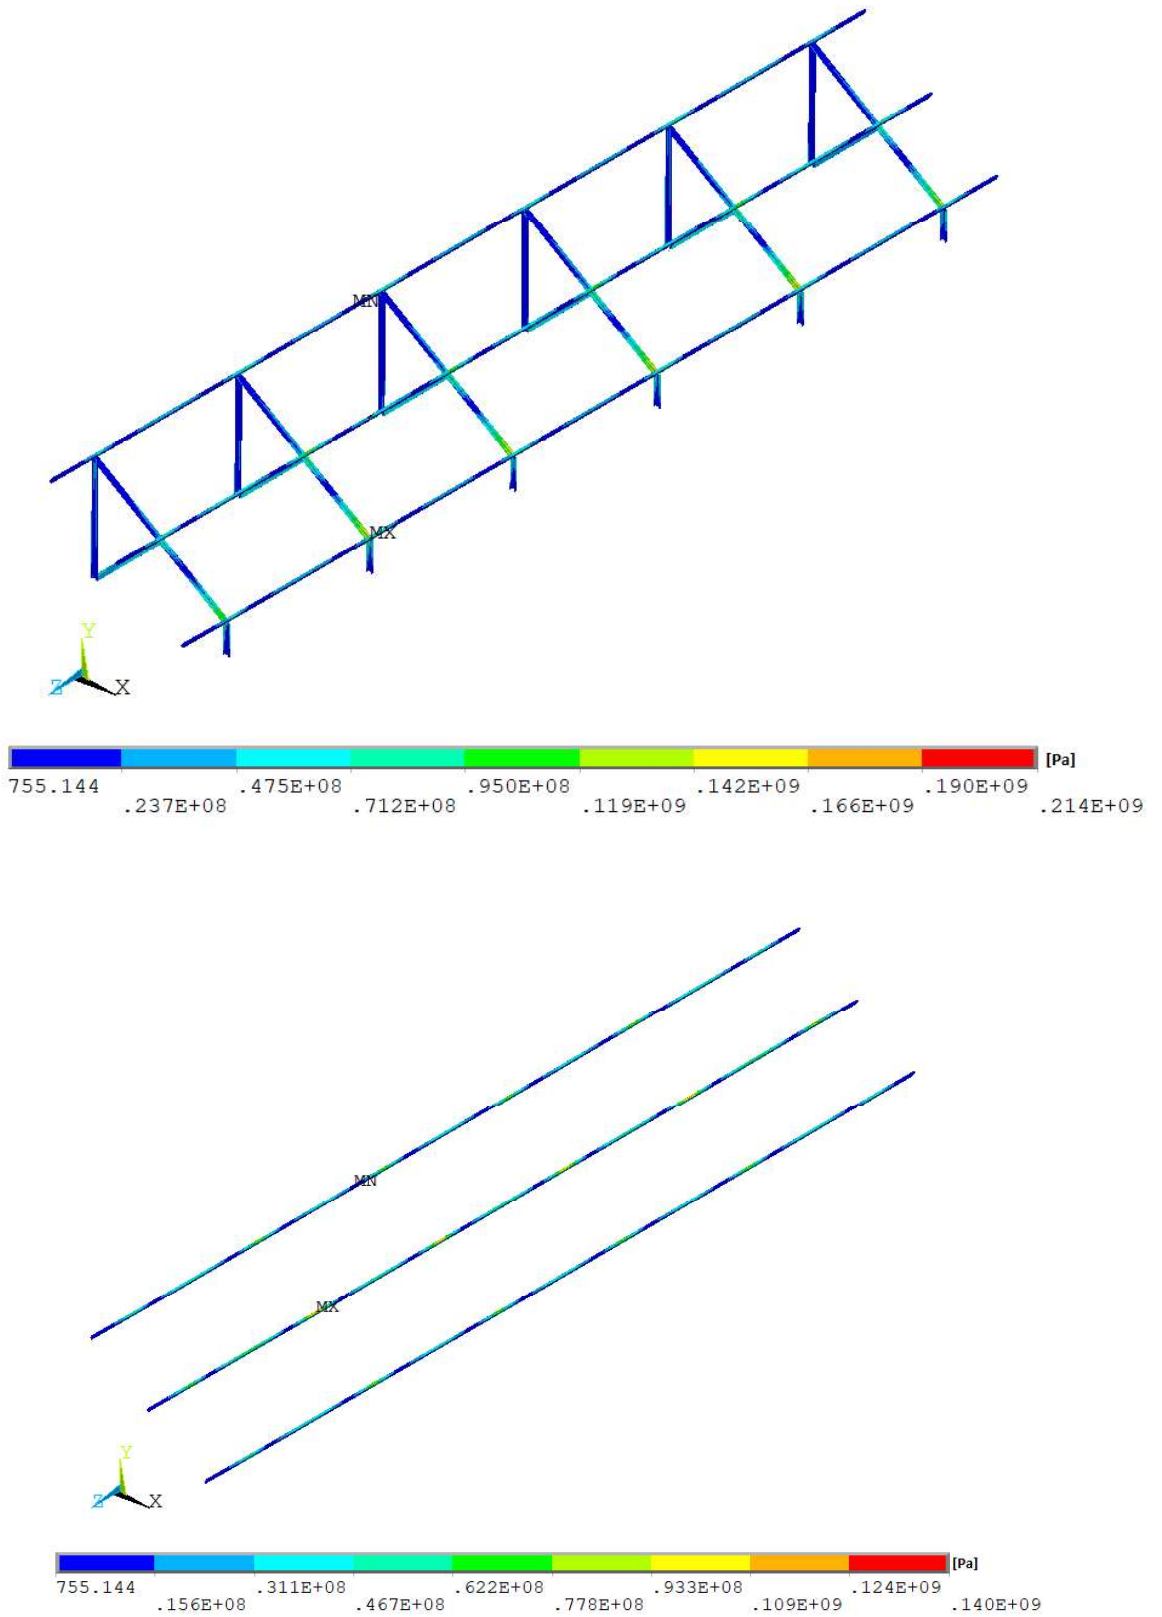 MN
MX
Y
Z
X
[Pa]
755.144 .475E+08 .950E+08 .142E+09 .190E+09
.237E+08 .712E+08 .119E+09 .166E+09 .214E+09
MN
MX
Y
Z
X
[Pa]
755.144 .311E+08 .622E+08 .933E+08 .124E+09
.156E+08 .467E+08 .778E+08 .109E+09 .140E+09